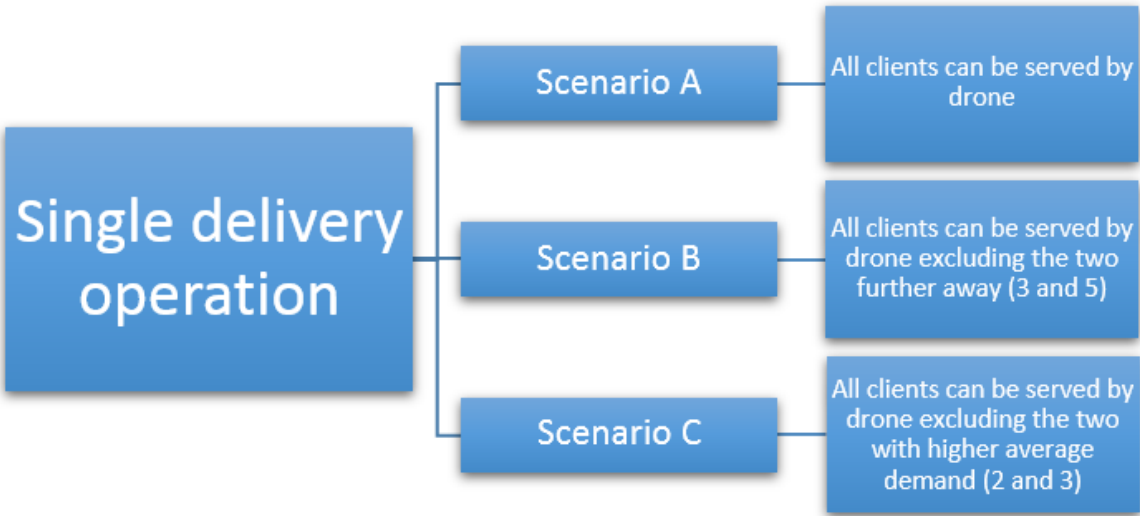 Single delivery
operation
Scenario A
All clients can be served by
drone
Scenario B
All clients can be served by
drone excluding the two
further away (3 and 5)
Scenario C
All clients can be served by
drone excluding the two
with higher average
demand (2 and 3)